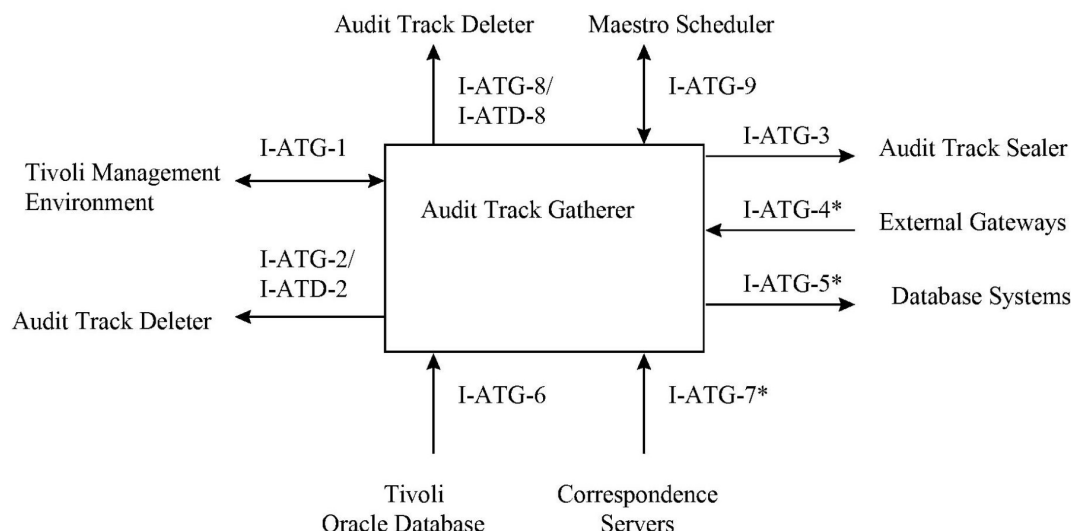 Audit Track Deleter
Maestro Scheduler
I-ATG-8/
I-ATD-8
I-ATG-9
I-ATG-1
I-ATG-3
Audit Track Sealer
Tivoli Management
Environment
Audit Track Gatherer
I-ATG-4*
External Gateways
I-ATG-2/
I-ATD-2
I-ATG-5*
Database Systems
Audit Track Deleter
I-ATG-6
I-ATG-7*
Tivoli
Oracle Database
Correspondence
Servers